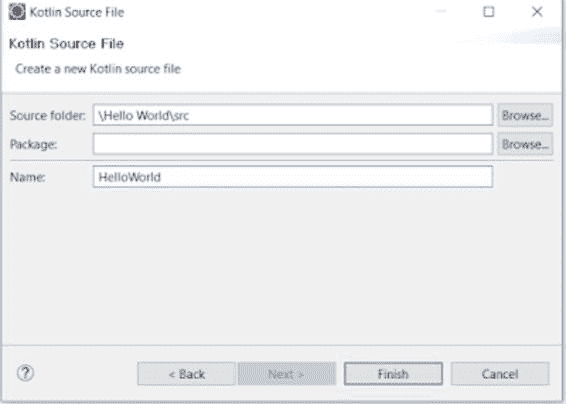 Kotlin Source File
Kotlin Source File
Create a new Kotlin source file
Source folder: \Hello World\src Browse...
Package: Browse...
Name: HelloWorld
? < Back Next > Finish Cancel